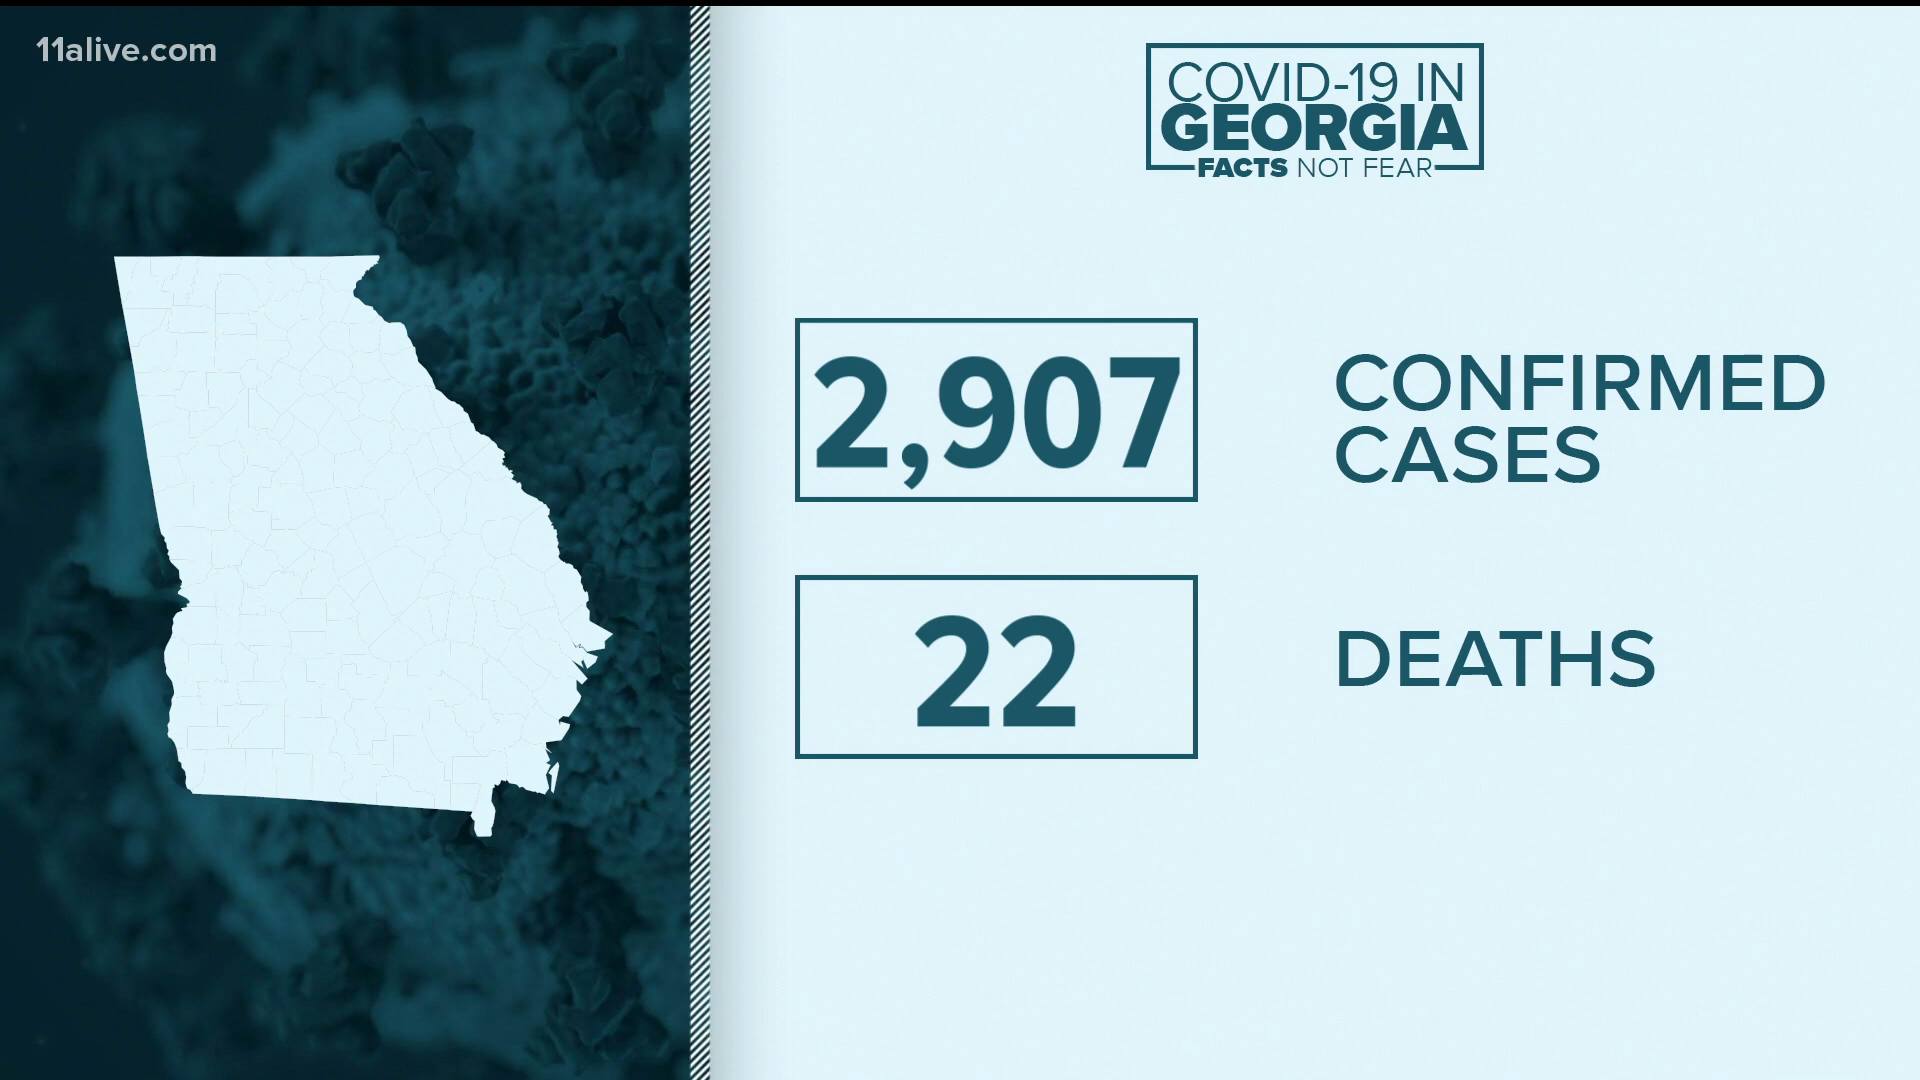 11alive.com
COVID-19 IN
GEORGIA
FACTS NOT FEAR
2,907
CONFIRMED
CASES
22
DEATHS